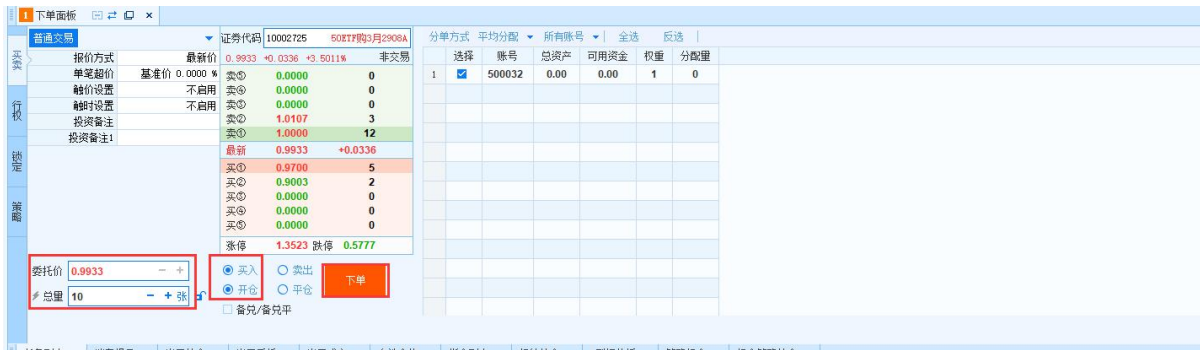 1 下单面板
买卖
行权
锁定
策略
普通交易
报价方式 最新价
单笔超价 基准价 0.0000 %
触价设置 不启用
触时设置 不启用
投资备注
投资备注1
证券代码 10002725 50ETF购3月2908A
0.9933 +0.0336 +3.5011% 非交易
卖⑤ 0.0000 0
卖④ 0.0000 0
卖③ 0.0000 0
卖② 1.0107 3
卖① 1.0000 12
最新 0.9933 +0.0336
买① 0.9700 5
买② 0.9003 2
买③ 0.0000 0
买④ 0.0000 0
买⑤ 0.0000 0
涨停 1.3523 跌停 0.5777
委托价 0.9933 − +
总量 10 − + 张
买入 卖出
开仓 平仓
备兑/备兑平
下单
分单方式 平均分配 所有账号 全选 反选
选择 账号 总资产 可用资金 权重 分配量
1 500032 0.00 0.00 1 0